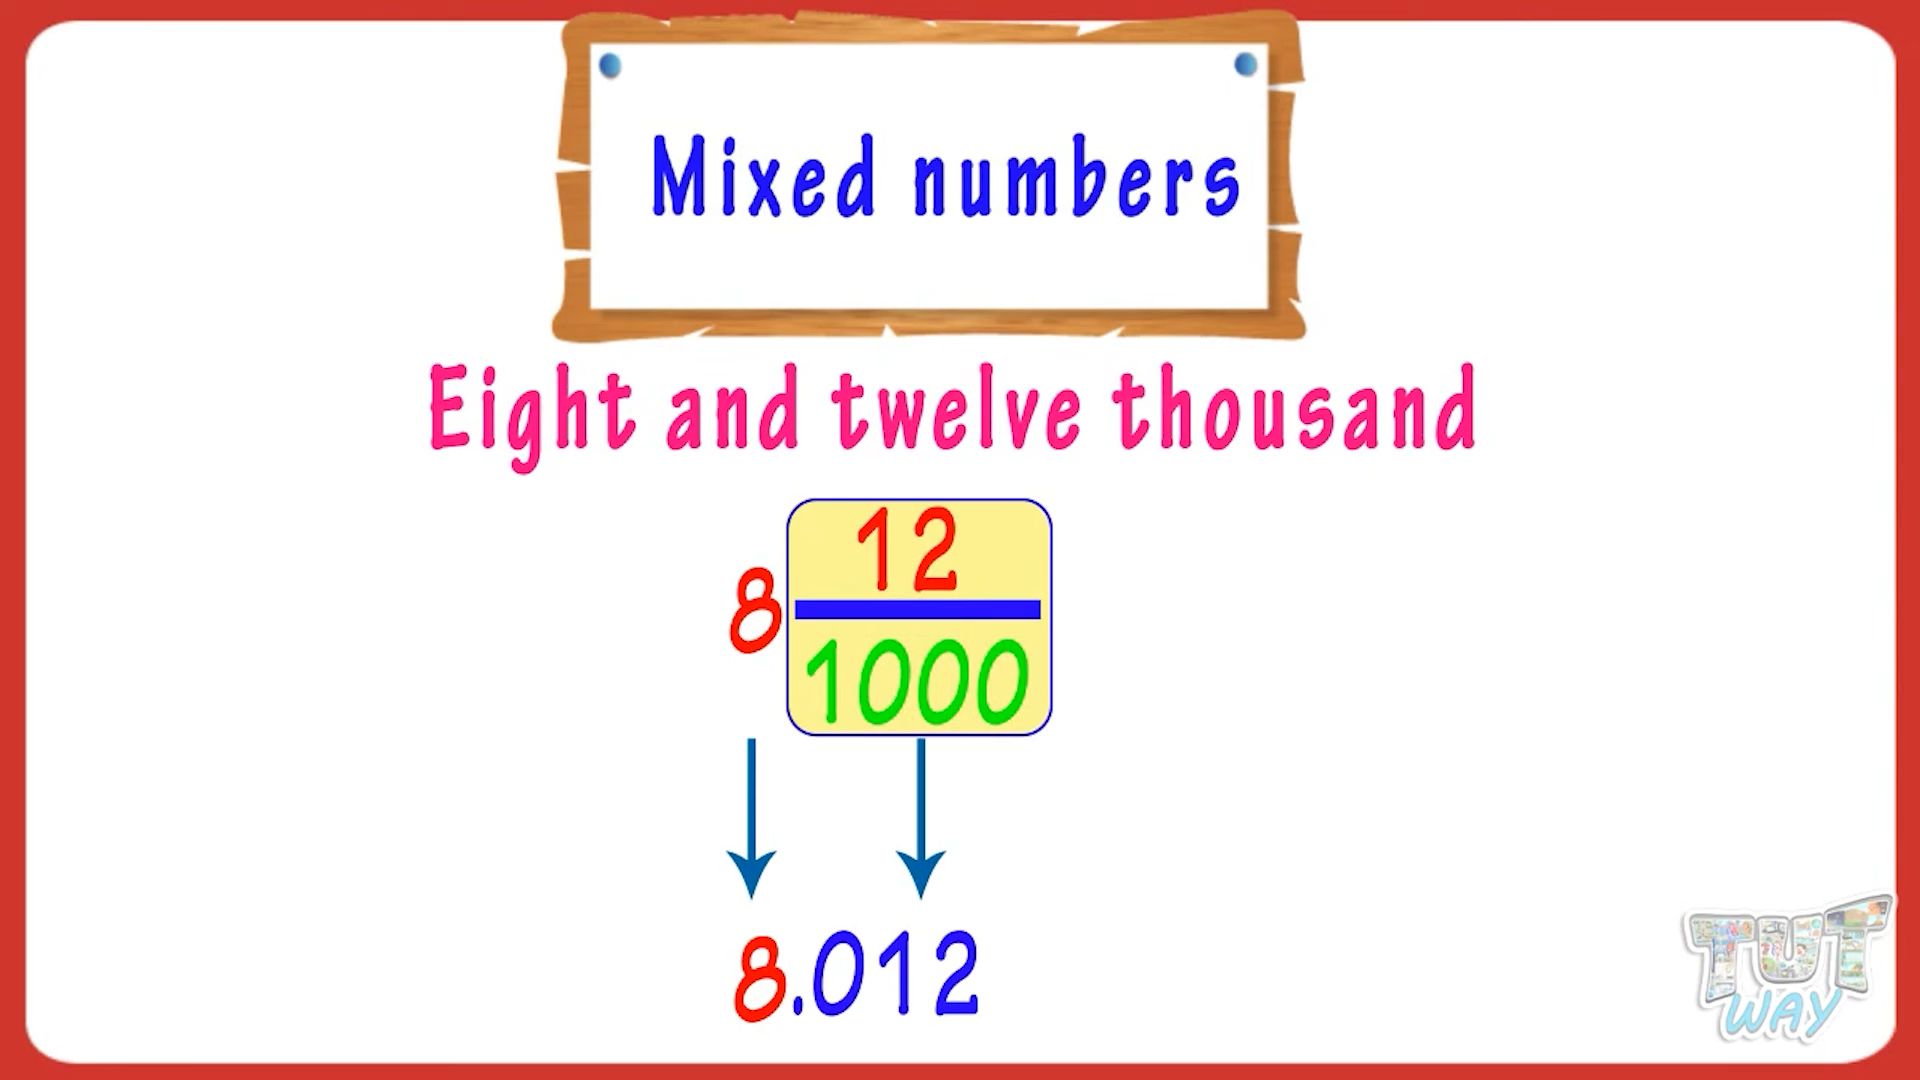 Mixed numbers
Eight and twelve thousand
8 12
1000
8.012
TUT
WAY